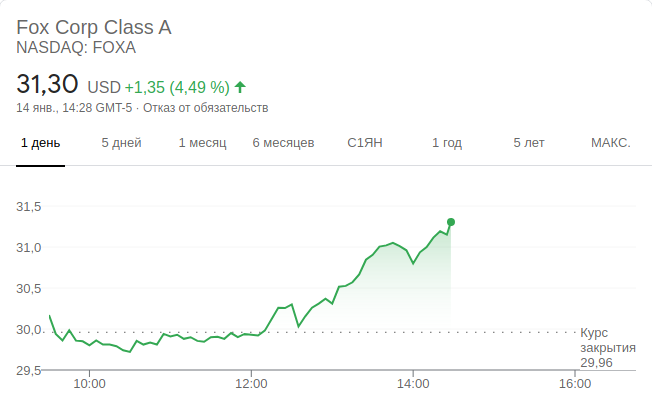 Fox Corp Class A
NASDAQ: FOXA
31,30 USD +1,35 (4,49 %)
14 янв., 14:28 GMT-5 · Отказ от обязательств
1 день 5 дней 1 месяц 6 месяцев С1ЯН 1 год 5 лет МАКС.
31,5
31,0
30,5
30,0
Курс
закрытия
29,96
29,5
10:00 12:00 14:00 16:00